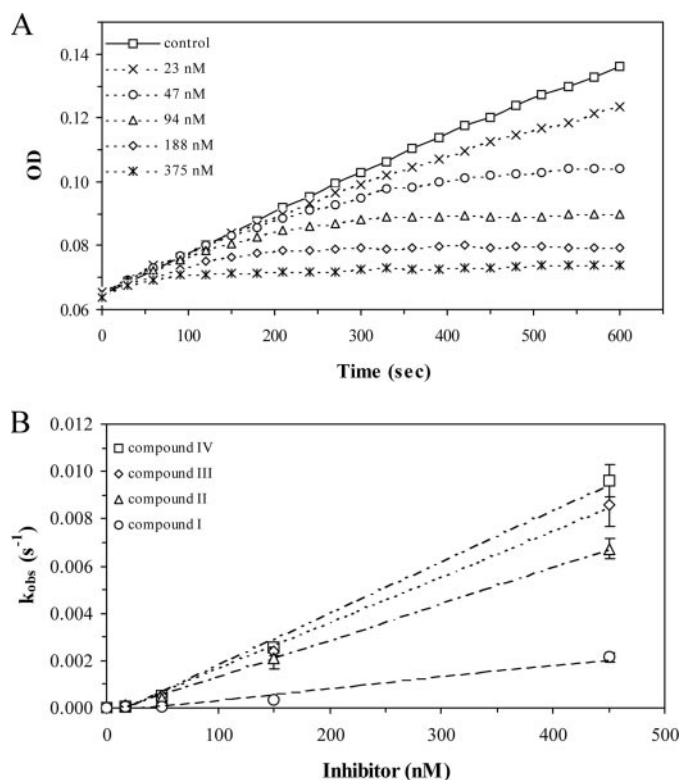 A
control
23 nM
47 nM
94 nM
188 nM
375 nM
OD
0.14
0.12
0.10
0.08
0.06
0 100 200 300 400 500 600
Time (sec)
B
compound IV
compound III
compound II
compound I
kobs (s-1)
0.012
0.010
0.008
0.006
0.004
0.002
0.000
0 100 200 300 400 500
Inhibitor (nM)